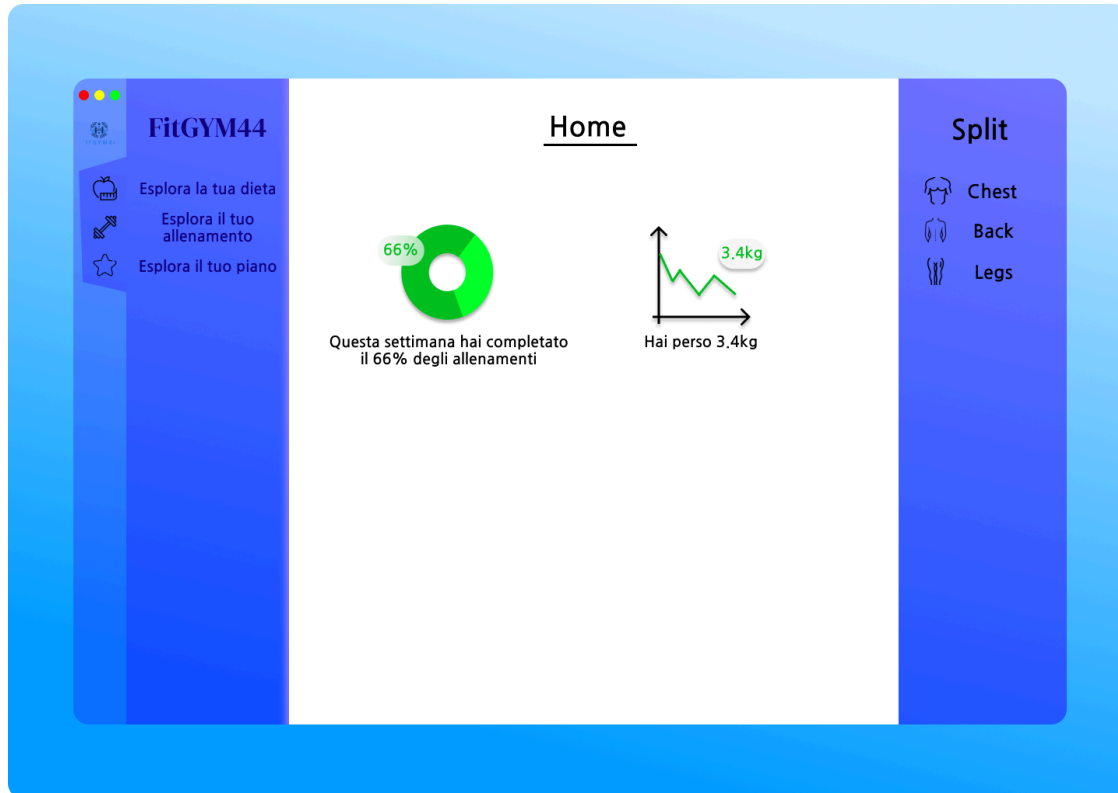 FitGYM44
Esplora la tua dieta
Esplora il tuo
allenamento
Esplora il tuo piano
Home
66%
Questa settimana hai completato
il 66% degli allenamenti
3.4kg
Hai perso 3.4kg
Split
Chest
Back
Legs